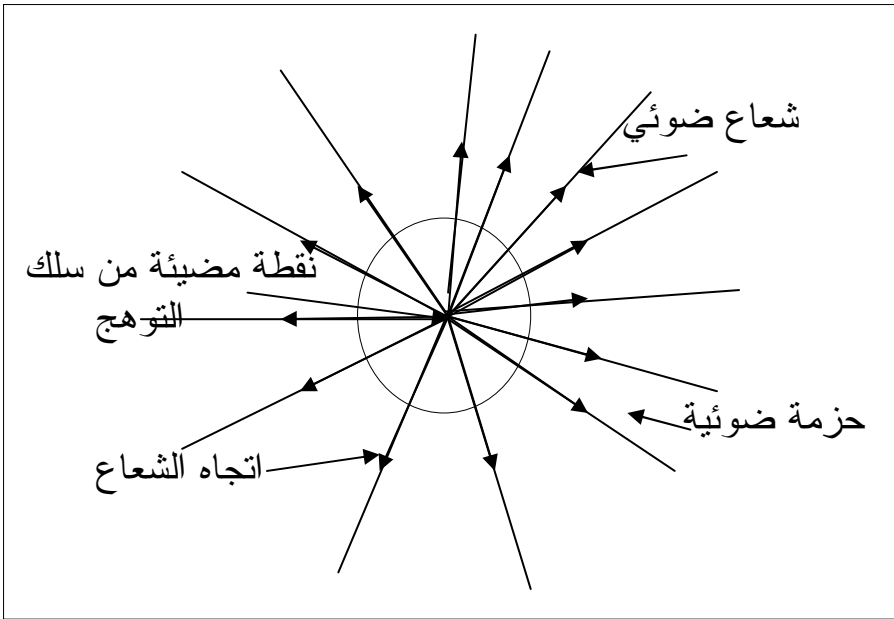 شعاع ضوئي
نقطة مضيئة من سلك
التوهج
حزمة ضوئية
اتجاه الشعاع